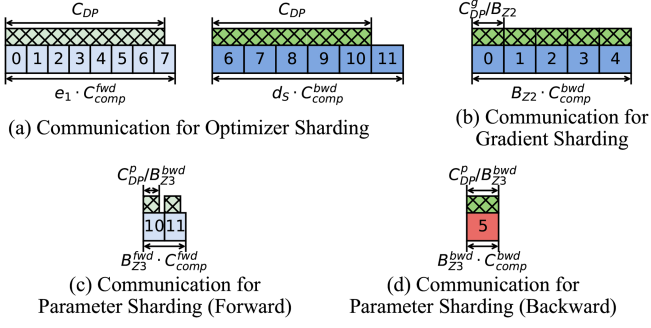 C_DP C_DP C^g_DP/B_Z2
0 1 2 3 4 5 6 7 6 7 8 9 10 11 0 1 2 3 4
e_1 · C^fwd_comp d_S · C^bwd_comp B_Z2 · C^bwd_comp
(a) Communication for Optimizer Sharding
(b) Communication for
Gradient Sharding
C^p_DP/B^bwd_Z3 C^p_DP/B^bwd_Z3
10 11 5
B^fwd_Z3 · C^fwd_comp B^bwd_Z3 · C^bwd_comp
(c) Communication for
Parameter Sharding (Forward)
(d) Communication for
Parameter Sharding (Backward)